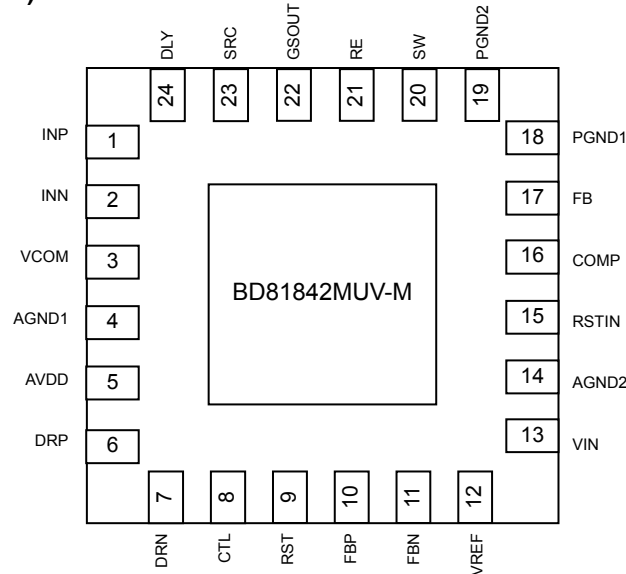 )
DLY SRC GSOUT RE SW PGND2
24 23 22 21 20 19
INP 1 18 PGND1
INN 2 17 FB
VCOM 3 16 COMP
BD81842MUV-M
AGND1 4 15 RSTIN
AVDD 5 14 AGND2
DRP 6 13 VIN
7 8 9 10 11 12
DRN CTL RST FBP FBN VREF